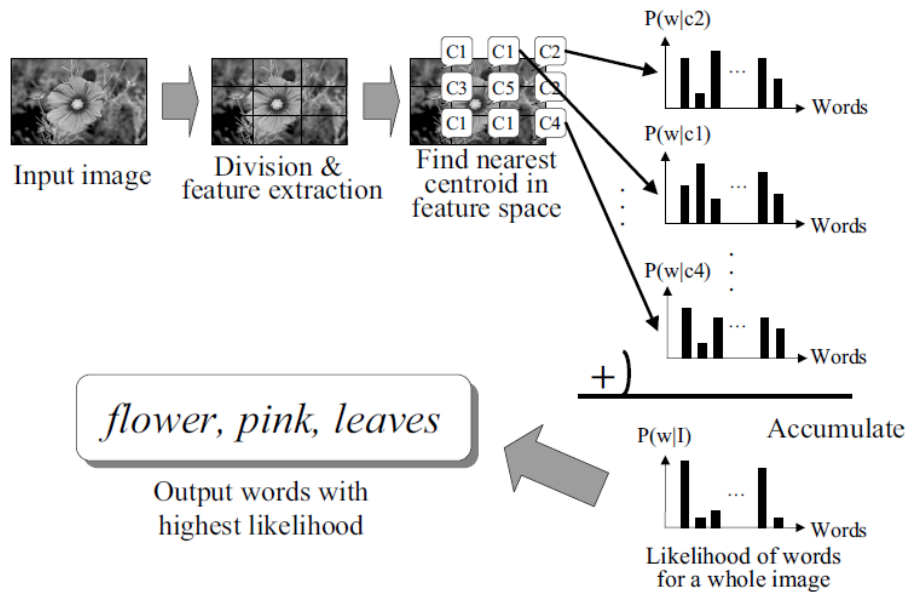 Input image
Division &
feature extraction
C1 C1 C2
C3 C5 C2
C1 C1 C4
Find nearest
centroid in
feature space
P(w|c2)
...
Words
P(w|c1)
...
Words
P(w|c4)
...
Words
+)
Accumulate
P(w|I)
...
Words
Likelihood of words
for a whole image
flower, pink, leaves
Output words with
highest likelihood